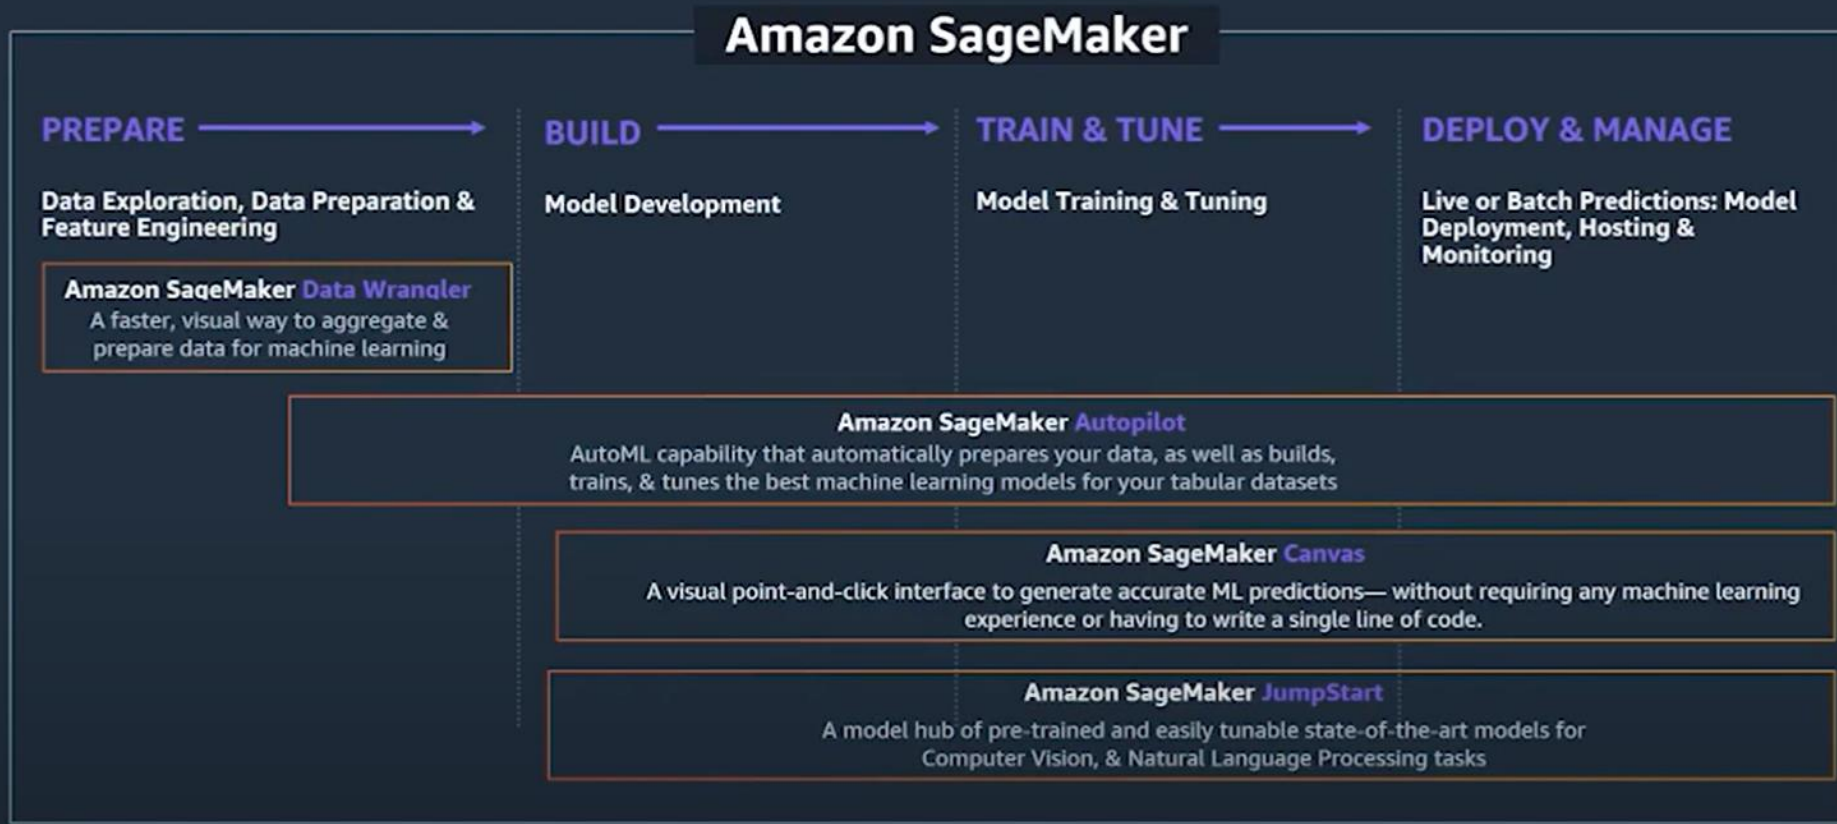 Amazon SageMaker
PREPARE
Data Exploration, Data Preparation &
Feature Engineering
BUILD
Model Development
TRAIN & TUNE
Model Training & Tuning
DEPLOY & MANAGE
Live or Batch Predictions: Model
Deployment, Hosting &
Monitoring
Amazon SageMaker Data Wrangler
A faster, visual way to aggregate &
prepare data for machine learning
Amazon SageMaker Autopilot
AutoML capability that automatically prepares your data, as well as builds,
trains, & tunes the best machine learning models for your tabular datasets
Amazon SageMaker Canvas
A visual point-and-click interface to generate accurate ML predictions— without requiring any machine learning
experience or having to write a single line of code.
Amazon SageMaker JumpStart
A model hub of pre-trained and easily tunable state-of-the-art models for
Computer Vision, & Natural Language Processing tasks